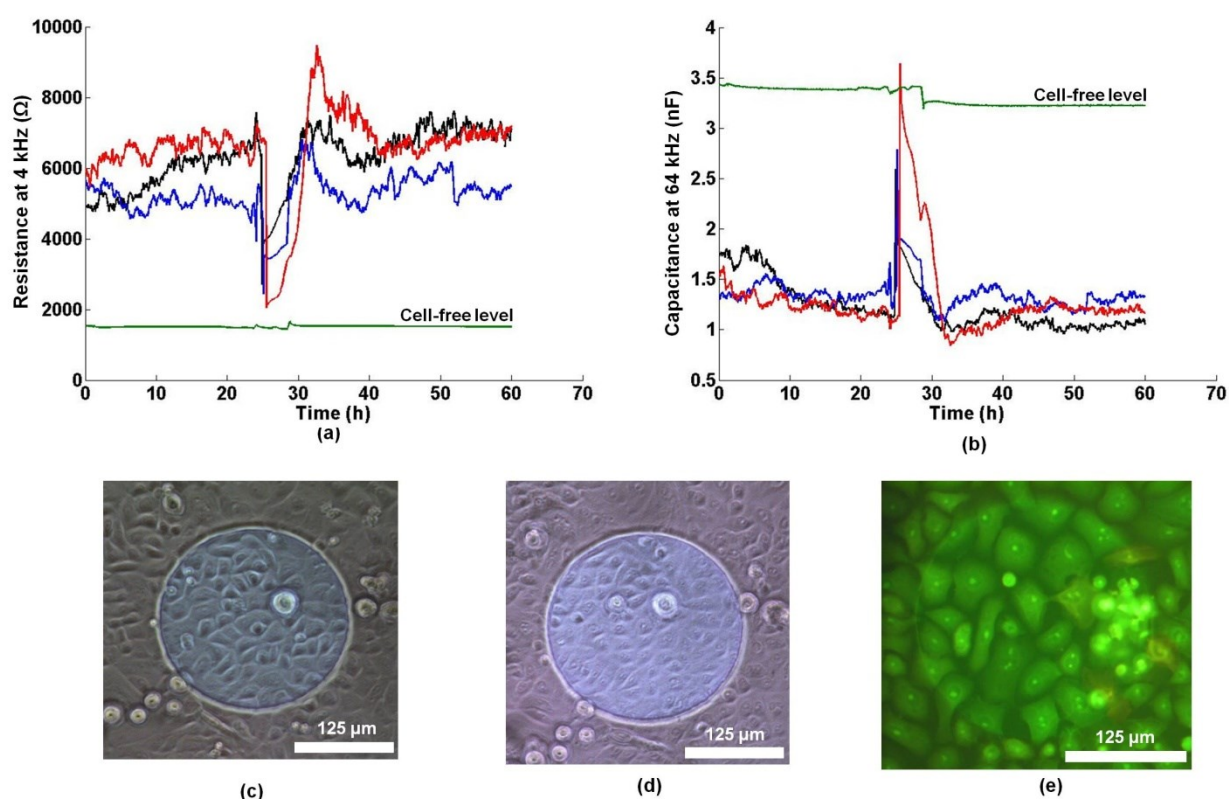 10000
8000
6000
4000
2000
0
Resistance at 4 kHz (Ω)
Cell-free level
0 10 20 30 40 50 60 70
Time (h)
(a)
4
3.5
3
2.5
2
1.5
1
0.5
Capacitance at 64 kHz (nF)
Cell-free level
0 10 20 30 40 50 60 70
Time (h)
(b)
125 µm
(c)
125 µm
(d)
125 µm
(e)